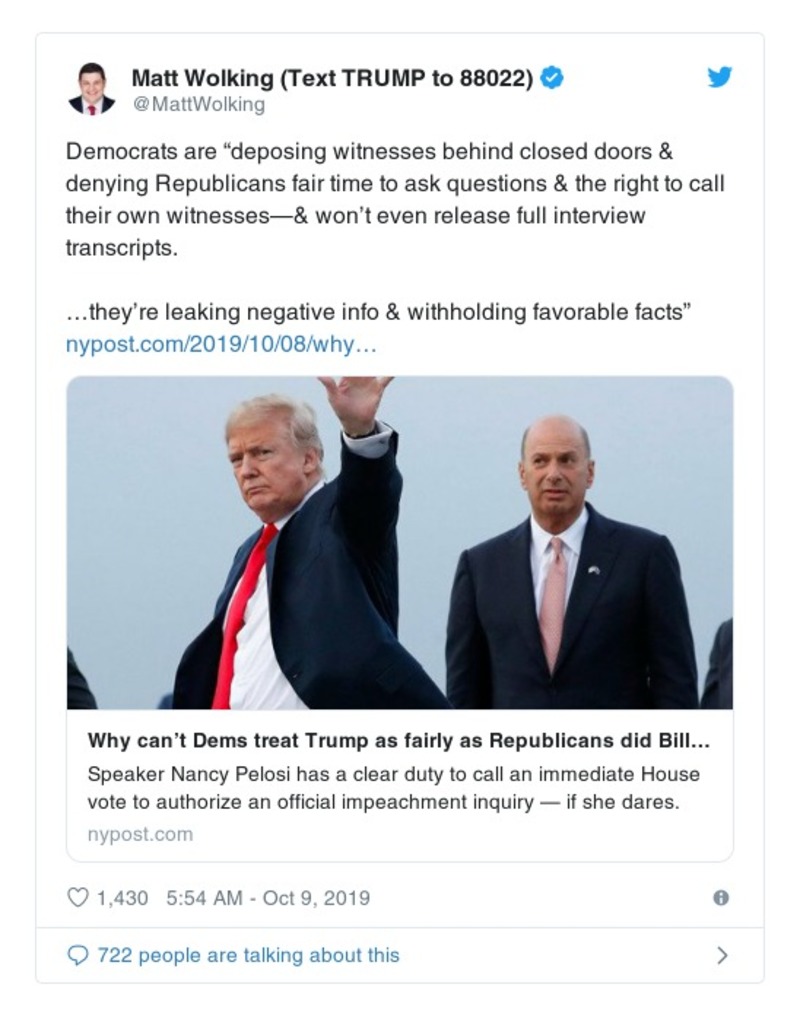 Matt Wolking (Text TRUMP to 88022)
@MattWolking
Democrats are “deposing witnesses behind closed doors &
denying Republicans fair time to ask questions & the right to call
their own witnesses—& won’t even release full interview
transcripts.
…they’re leaking negative info & withholding favorable facts”
nypost.com/2019/10/08/why…
Why can’t Dems treat Trump as fairly as Republicans did Bill...
Speaker Nancy Pelosi has a clear duty to call an immediate House
vote to authorize an official impeachment inquiry — if she dares.
nypost.com
1,430 5:54 AM - Oct 9, 2019
722 people are talking about this